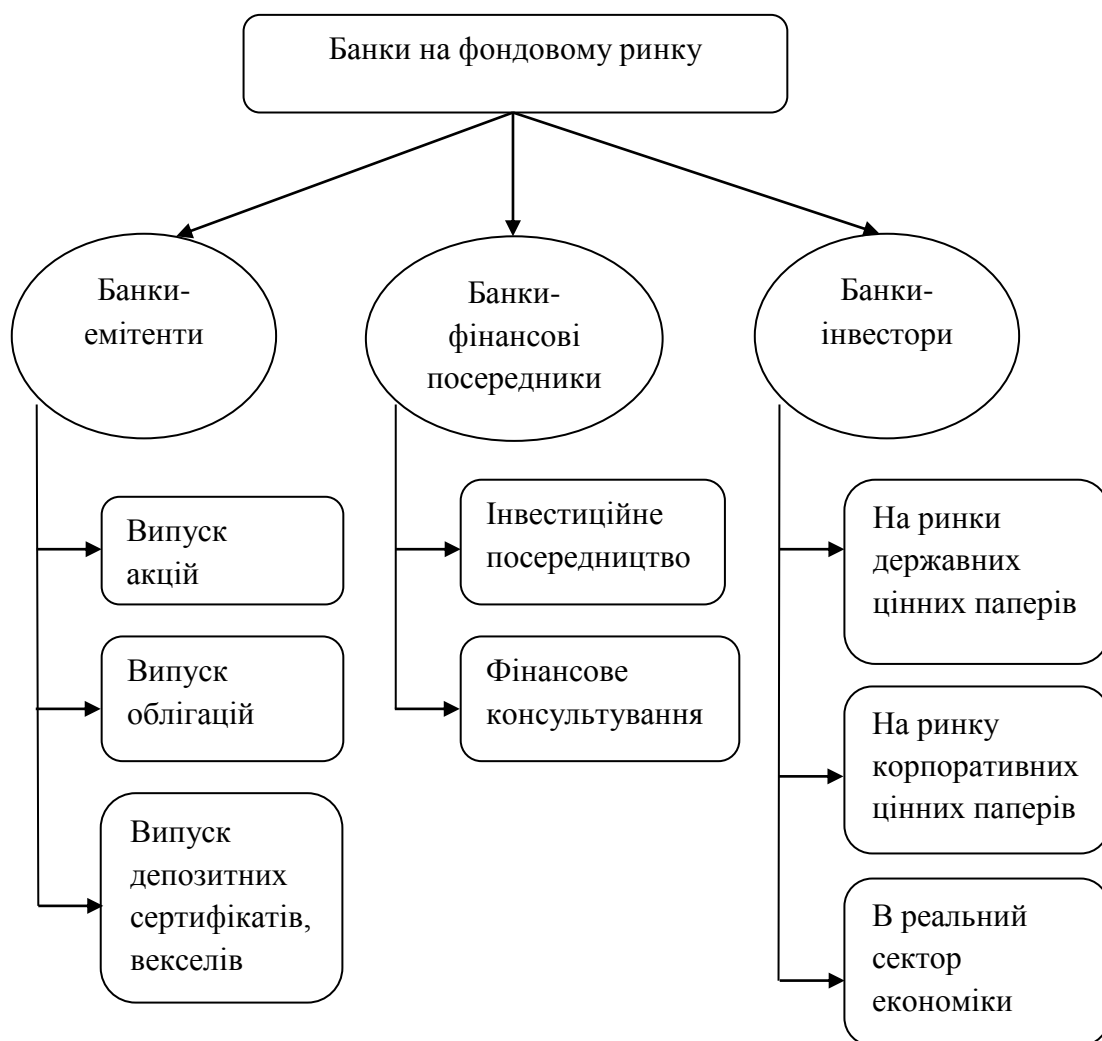 Банки на фондовому ринку
Банки-
емітенти
Банки-
фінансові
посередники
Банки-
інвестори
Випуск
акцій
Випуск
облігацій
Випуск
депозитних
сертифікатів,
векселів
Інвестиційне
посередництво
Фінансове
консультування
На ринки
державних
цінних паперів
На ринку
корпоративних
цінних паперів
В реальний
сектор
економіки